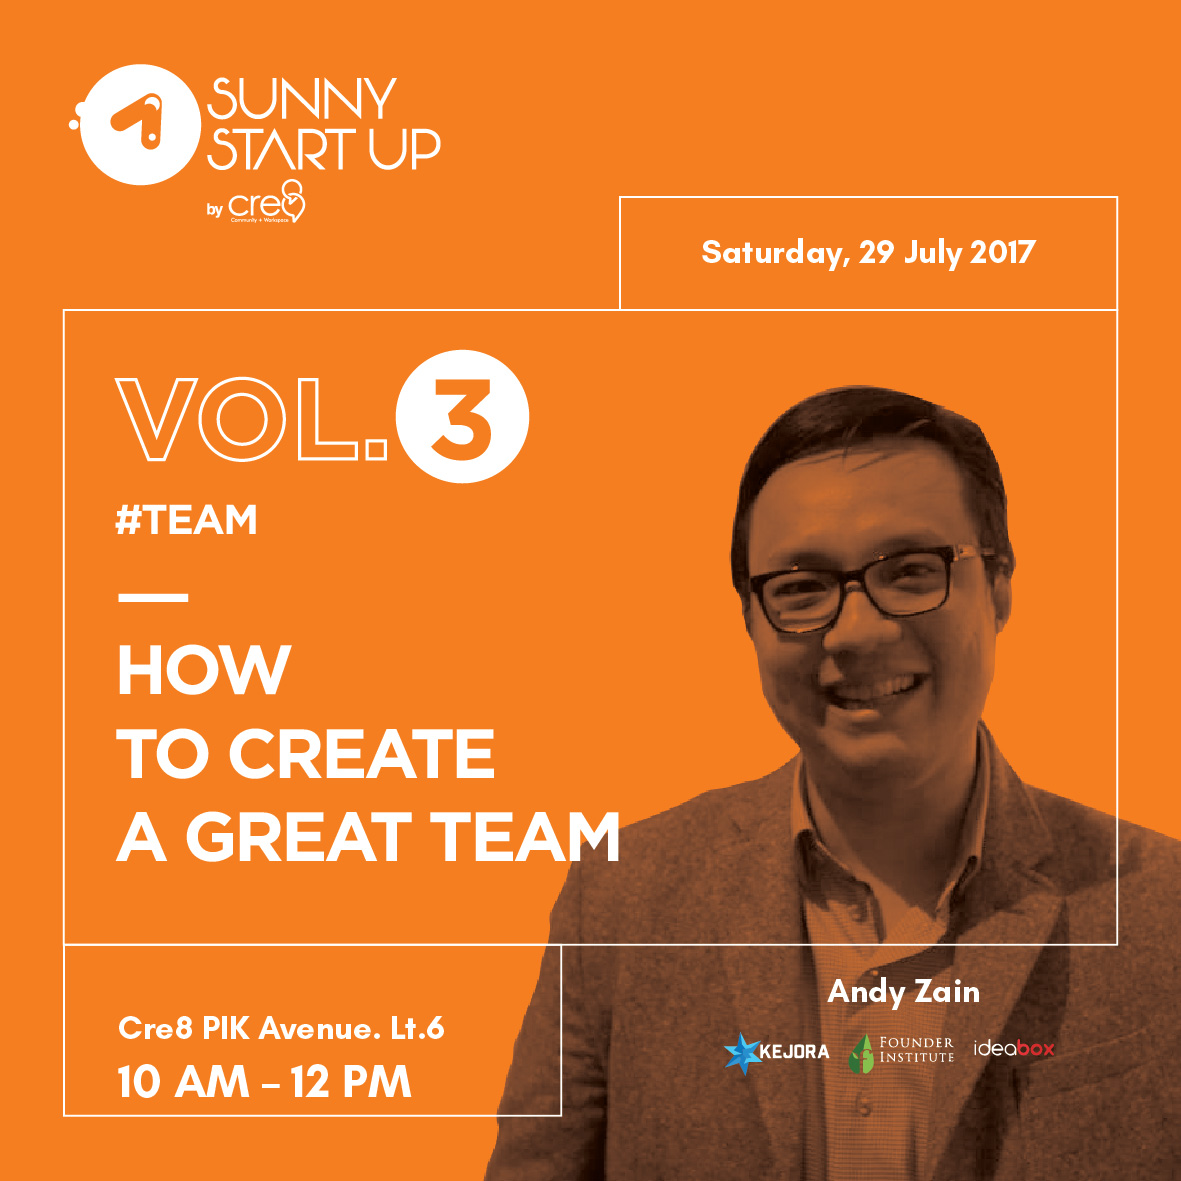 SUNNY
START UP
by cre8
Community + Workspace
Saturday, 29 July 2017
VOL.3
#TEAM
HOW
TO CREATE
A GREAT TEAM
Andy Zain
KEJORA
FOUNDER
INSTITUTE
ideabox
Cre8 PIK Avenue. Lt.6
10 AM – 12 PM